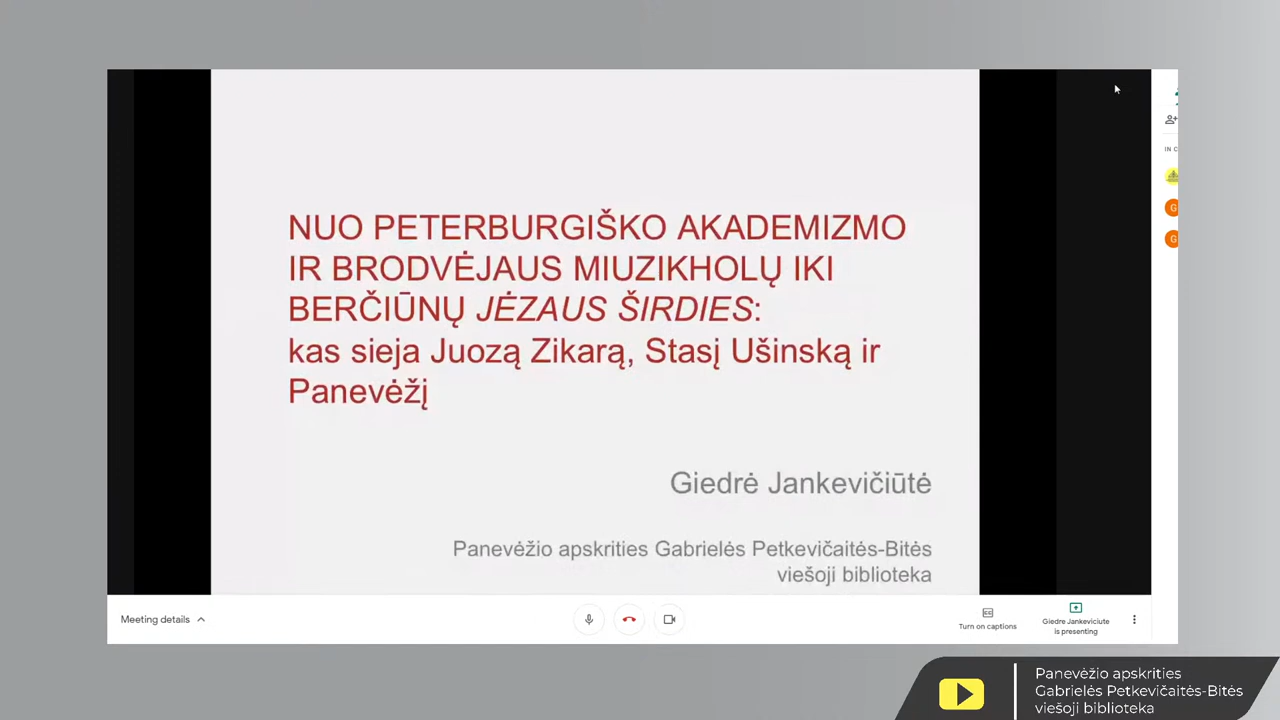 NUO PETERBURGIŠKO AKADEMIZMO
IR BRODVĖJAUS MIUZIKHOLŲ IKI
BERČIŪNŲ JĖZAUS ŠIRDIES:
kas sieja Juozą Zikarą, Stasį Ušinską ir
Panevėžį
Giedrė Jankevičiūtė
Panevėžio apskrities Gabrielės Petkevičaitės-Bitės
viešoji biblioteka
IN C
G
G
Meeting details
Turn on captions
Giedre Jankeviciute
is presenting
Panevėžio apskrities
Gabrielės Petkevičaitės-Bitės
viešoji biblioteka